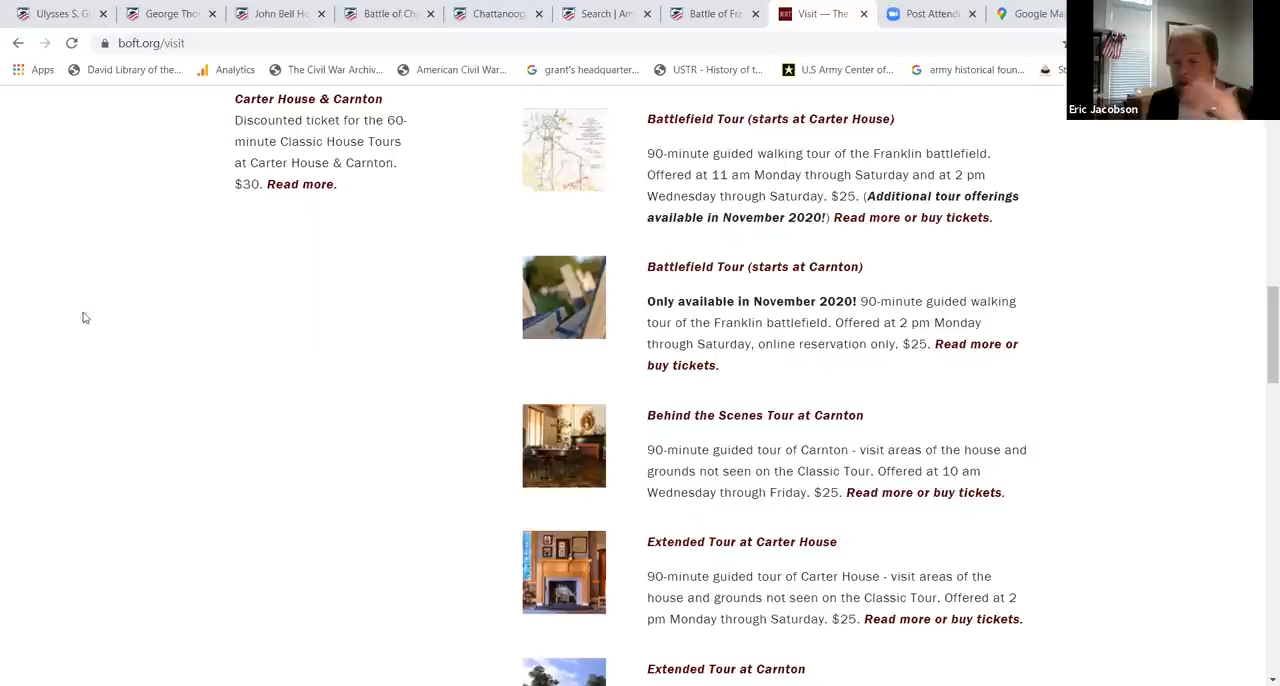 Ulysses S. G
George Tho
John Bell Ho
Battle of Cha
Chattanoog
Search | Am
Battle of Fra
Visit — The
Post Attend
Google Ma
boft.org/visit
Apps
David Library of the...
Analytics
The Civil War Archiv...
American Civil War...
grant's headquarter...
USTR - History of t...
U.S Army Center of...
army historical foun...
St
Eric Jacobson
Carter House & Carnton
Discounted ticket for the 60
minute Classic House Tours
at Carter House & Carnton.
$30. Read more.
Battlefield Tour (starts at Carter House)
90-minute guided walking tour of the Franklin battlefield.
Offered at 11 am Monday through Saturday and at 2 pm
Wednesday through Saturday. $25. (Additional tour offerings
available in November 2020!) Read more or buy tickets.
Battlefield Tour (starts at Carnton)
Only available in November 2020! 90-minute guided walking
tour of the Franklin battlefield. Offered at 2 pm Monday
through Saturday, online reservation only. $25. Read more or
buy tickets.
Behind the Scenes Tour at Carnton
90-minute guided tour of Carnton - visit areas of the house and
grounds not seen on the Classic Tour. Offered at 10 am
Wednesday through Friday. $25. Read more or buy tickets.
Extended Tour at Carter House
90-minute guided tour of Carter House - visit areas of the
house and grounds not seen on the Classic Tour. Offered at 2
pm Monday through Saturday. $25. Read more or buy tickets.
Extended Tour at Carnton